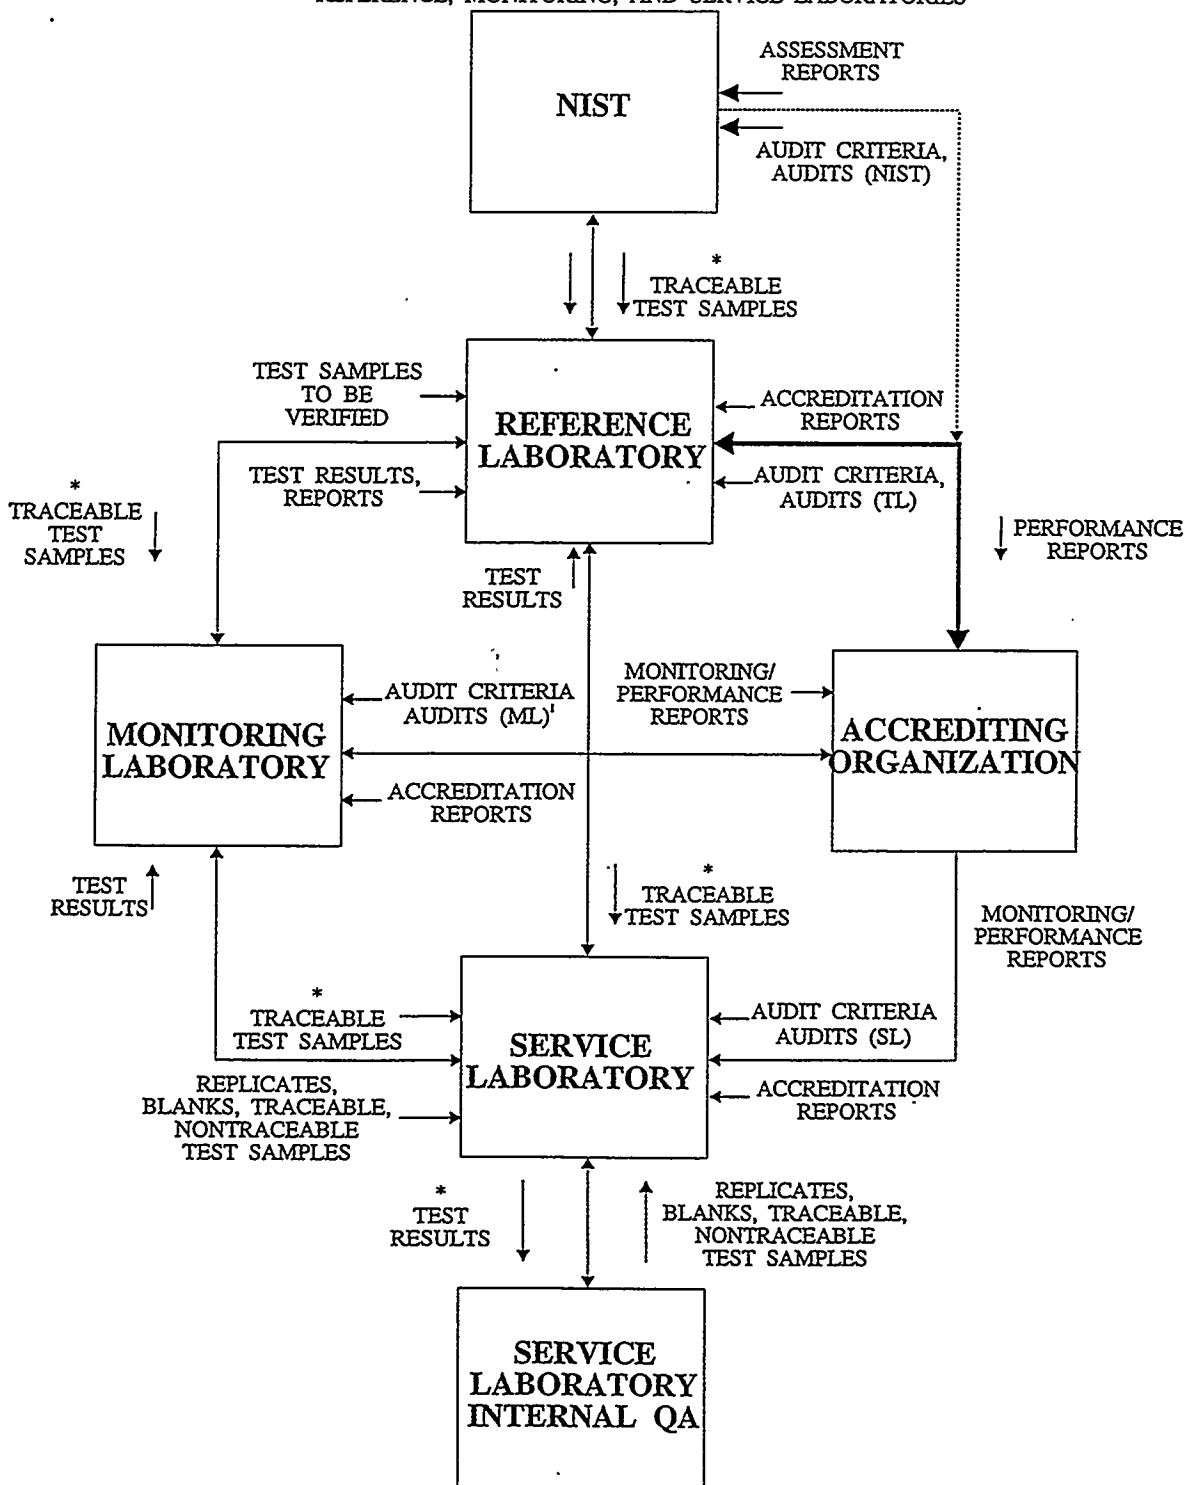 REFERENCE, MONITORING, AND SERVICE LABORATORIES
NIST
ASSESSMENT
REPORTS
AUDIT CRITERIA,
AUDITS (NIST)
*
TRACEABLE
TEST SAMPLES
TEST SAMPLES
TO BE
VERIFIED
REFERENCE
LABORATORY
ACCREDITATION
REPORTS
TEST RESULTS,
REPORTS
AUDIT CRITERIA,
AUDITS (TL)
*
TRACEABLE
TEST
SAMPLES
PERFORMANCE
REPORTS
TEST
RESULTS
MONITORING
LABORATORY
AUDIT CRITERIA
AUDITS (ML)
ACCREDITATION
REPORTS
MONITORING/
PERFORMANCE
REPORTS
ACCREDITING
ORGANIZATION
TEST
RESULTS
*
TRACEABLE
TEST SAMPLES
MONITORING/
PERFORMANCE
REPORTS
*
TRACEABLE
TEST SAMPLES
REPLICATES,
BLANKS, TRACEABLE,
NONTRACEABLE
TEST SAMPLES
SERVICE
LABORATORY
AUDIT CRITERIA
AUDITS (SL)
ACCREDITATION
REPORTS
*
TEST
RESULTS
REPLICATES,
BLANKS, TRACEABLE,
NONTRACEABLE
TEST SAMPLES
SERVICE
LABORATORY
INTERNAL QA